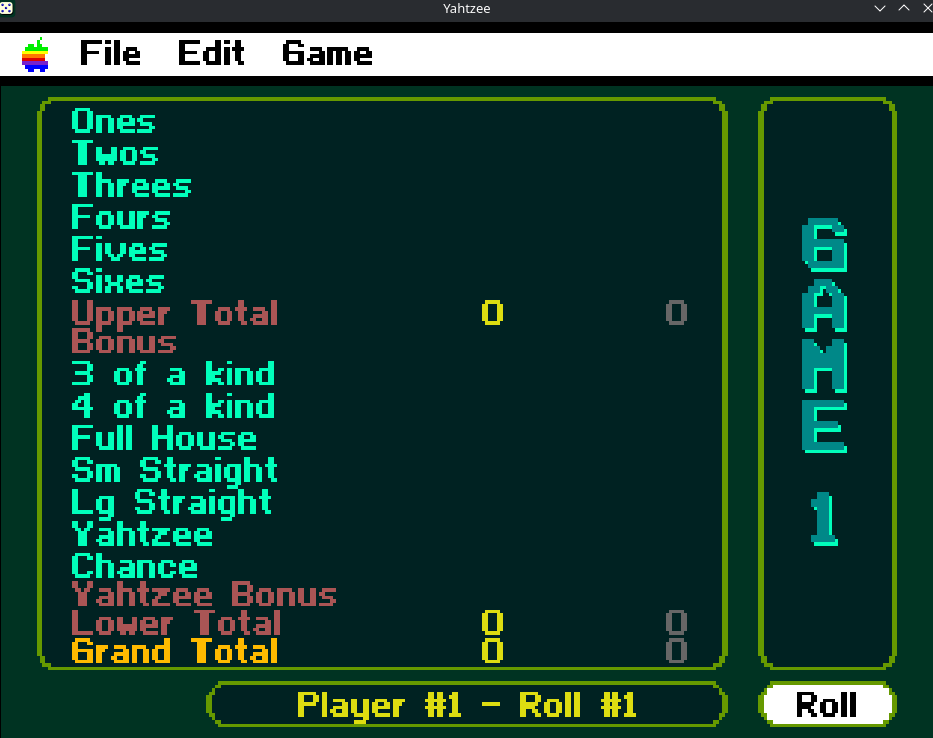 Yahtzee
File Edit Game
Ones
Twos
Threes
Fours
Fives
Sixes
Upper Total 0 0
Bonus
3 of a kind
4 of a kind
Full House
Sm Straight
Lg Straight
Yahtzee
Chance
Yahtzee Bonus
Lower Total 0 0
Grand Total 0 0
GAME 1
Player #1 - Roll #1
Roll